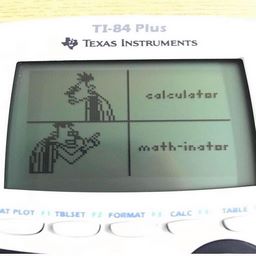 TI-84 Plus
TEXAS INSTRUMENTS
calculator
math-inator
AT PLOT F1 TBLSET F2 FORMAT F3 CALC F4 TABLE